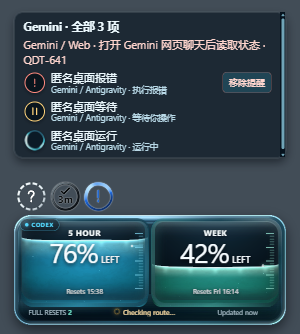 Gemini · 全部 3 项
Gemini / Web · 打开 Gemini 网页聊天后读取状态 ·
QDT-641
匿名桌面报错
Gemini / Antigravity · 执行报错
移除提醒
匿名桌面等待
Gemini / Antigravity · 等待你操作
匿名桌面运行
Gemini / Antigravity · 运行中
?
3m
CODEX
5 HOUR
76% LEFT
Resets 15:38
WEEK
42% LEFT
Resets Fri 16:14
FULL RESETS 2
Checking route...
Updated now